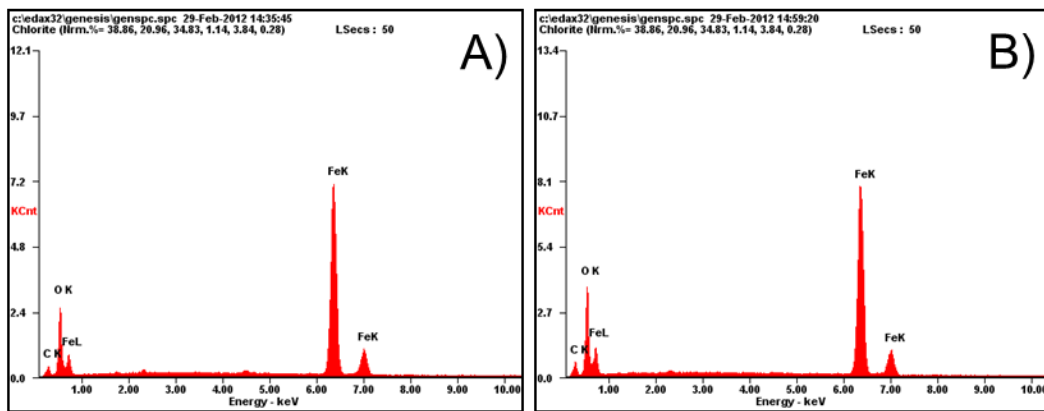 c:\edax32\genesis\genspc.spc 29-Feb-2012 14:35:45
Chlorite (Nrm.%= 38.86, 20.96, 34.83, 1.14, 3.84, 0.28) LSecs : 50
A)
12.1
9.7
7.2
KCnt
4.8
2.4
0.0
FeK
O K
FeL
C K
FeK
1.00 2.00 3.00 4.00 5.00 6.00 7.00 8.00 9.00 10.00
Energy - keV
c:\edax32\genesis\genspc.spc 29-Feb-2012 14:59:20
Chlorite (Nrm.%= 38.86, 20.96, 34.83, 1.14, 3.84, 0.28) LSecs : 50
B)
13.4
10.7
8.1
KCnt
5.4
2.7
0.0
FeK
O K
FeL
C K
FeK
1.00 2.00 3.00 4.00 5.00 6.00 7.00 8.00 9.00 10.00
Energy - keV